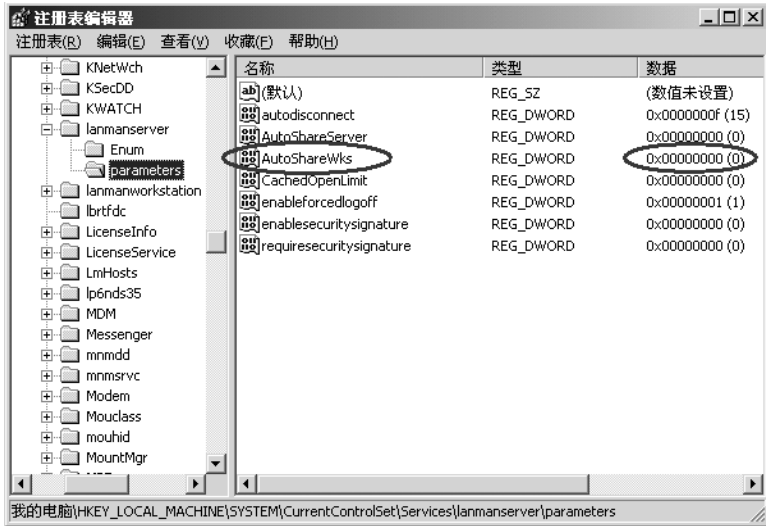 注册表编辑器
注册表(R) 编辑(E) 查看(V) 收藏(F) 帮助(H)
KNetWch
KSecDD
KWATCH
lanmanserver
Enum
parameters
lanmanworkstation
lbrtfdc
LicenseInfo
LicenseService
LmHosts
lp6nds35
MDM
Messenger
mnmdd
mnmsrvc
Modem
Mouclass
mouhid
MountMgr
名称 类型 数据
ab (默认) REG_SZ (数值未设置)
autodisconnect REG_DWORD 0x0000000f (15)
AutoShareServer REG_DWORD 0x00000000 (0)
AutoShareWks REG_DWORD 0x00000000 (0)
CachedOpenLimit REG_DWORD 0x00000000 (0)
enableforcedlogoff REG_DWORD 0x00000001 (1)
enablesecuritysignature REG_DWORD 0x00000000 (0)
requiresecuritysignature REG_DWORD 0x00000000 (0)
我的电脑\HKEY_LOCAL_MACHINE\SYSTEM\CurrentControlSet\Services\lanmanserver\parameters